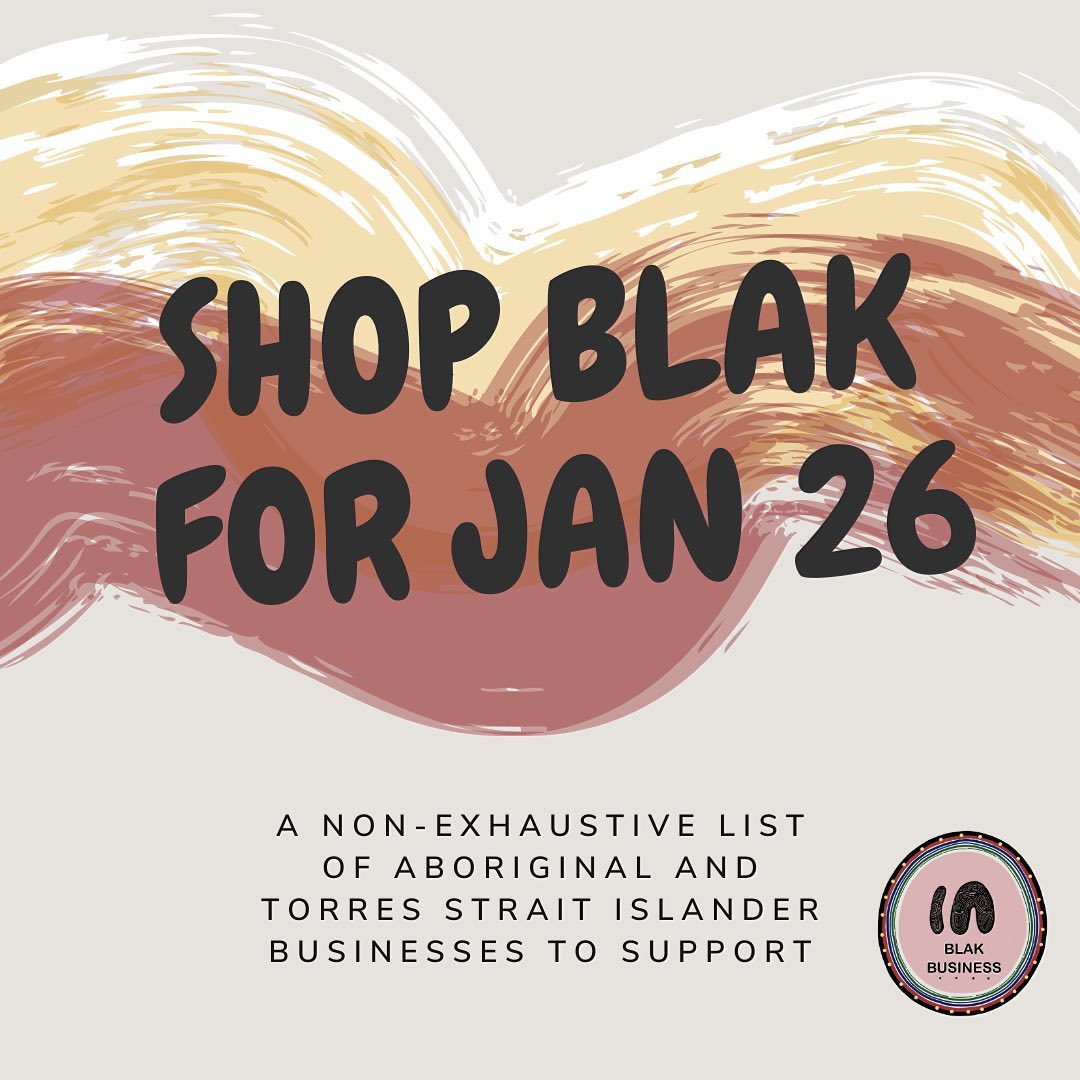 SHOP BLAK
FOR JAN 26
A NON-EXHAUSTIVE LIST
OF ABORIGINAL AND
TORRES STRAIT ISLANDER
BUSINESSES TO SUPPORT
BLAK
BUSINESS